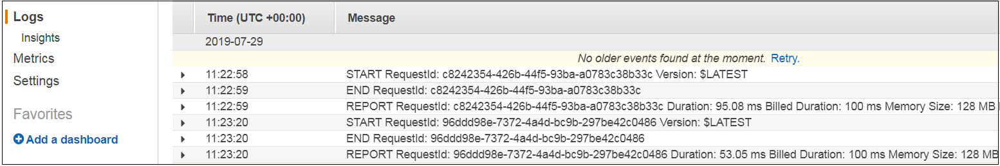 Logs
Insights
Metrics
Settings
Favorites
Add a dashboard
Time (UTC +00:00) Message
2019-07-29
No older events found at the moment. Retry.
11:22:58 START RequestId: c8242354-426b-44f5-93ba-a0783c38b33c Version: $LATEST
11:22:59 END RequestId: c8242354-426b-44f5-93ba-a0783c38b33c
11:22:59 REPORT RequestId: c8242354-426b-44f5-93ba-a0783c38b33c Duration: 95.08 ms Billed Duration: 100 ms Memory Size: 128 MB
11:23:20 START RequestId: 96ddd98e-7372-4a4d-bc9b-297be42c0486 Version: $LATEST
11:23:20 END RequestId: 96ddd98e-7372-4a4d-bc9b-297be42c0486
11:23:20 REPORT RequestId: 96ddd98e-7372-4a4d-bc9b-297be42c0486 Duration: 53.05 ms Billed Duration: 100 ms Memory Size: 128 MB